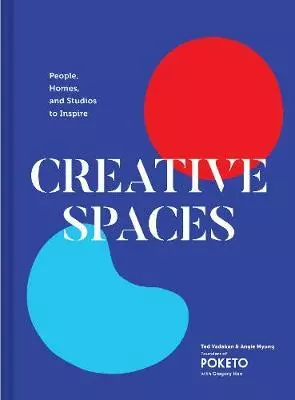 People,
Homes,
and Studios
to Inspire
CREATIVE
SPACES
Ted Vadakan & Angie Myung
Founders of
POKETO
with Gregory Han